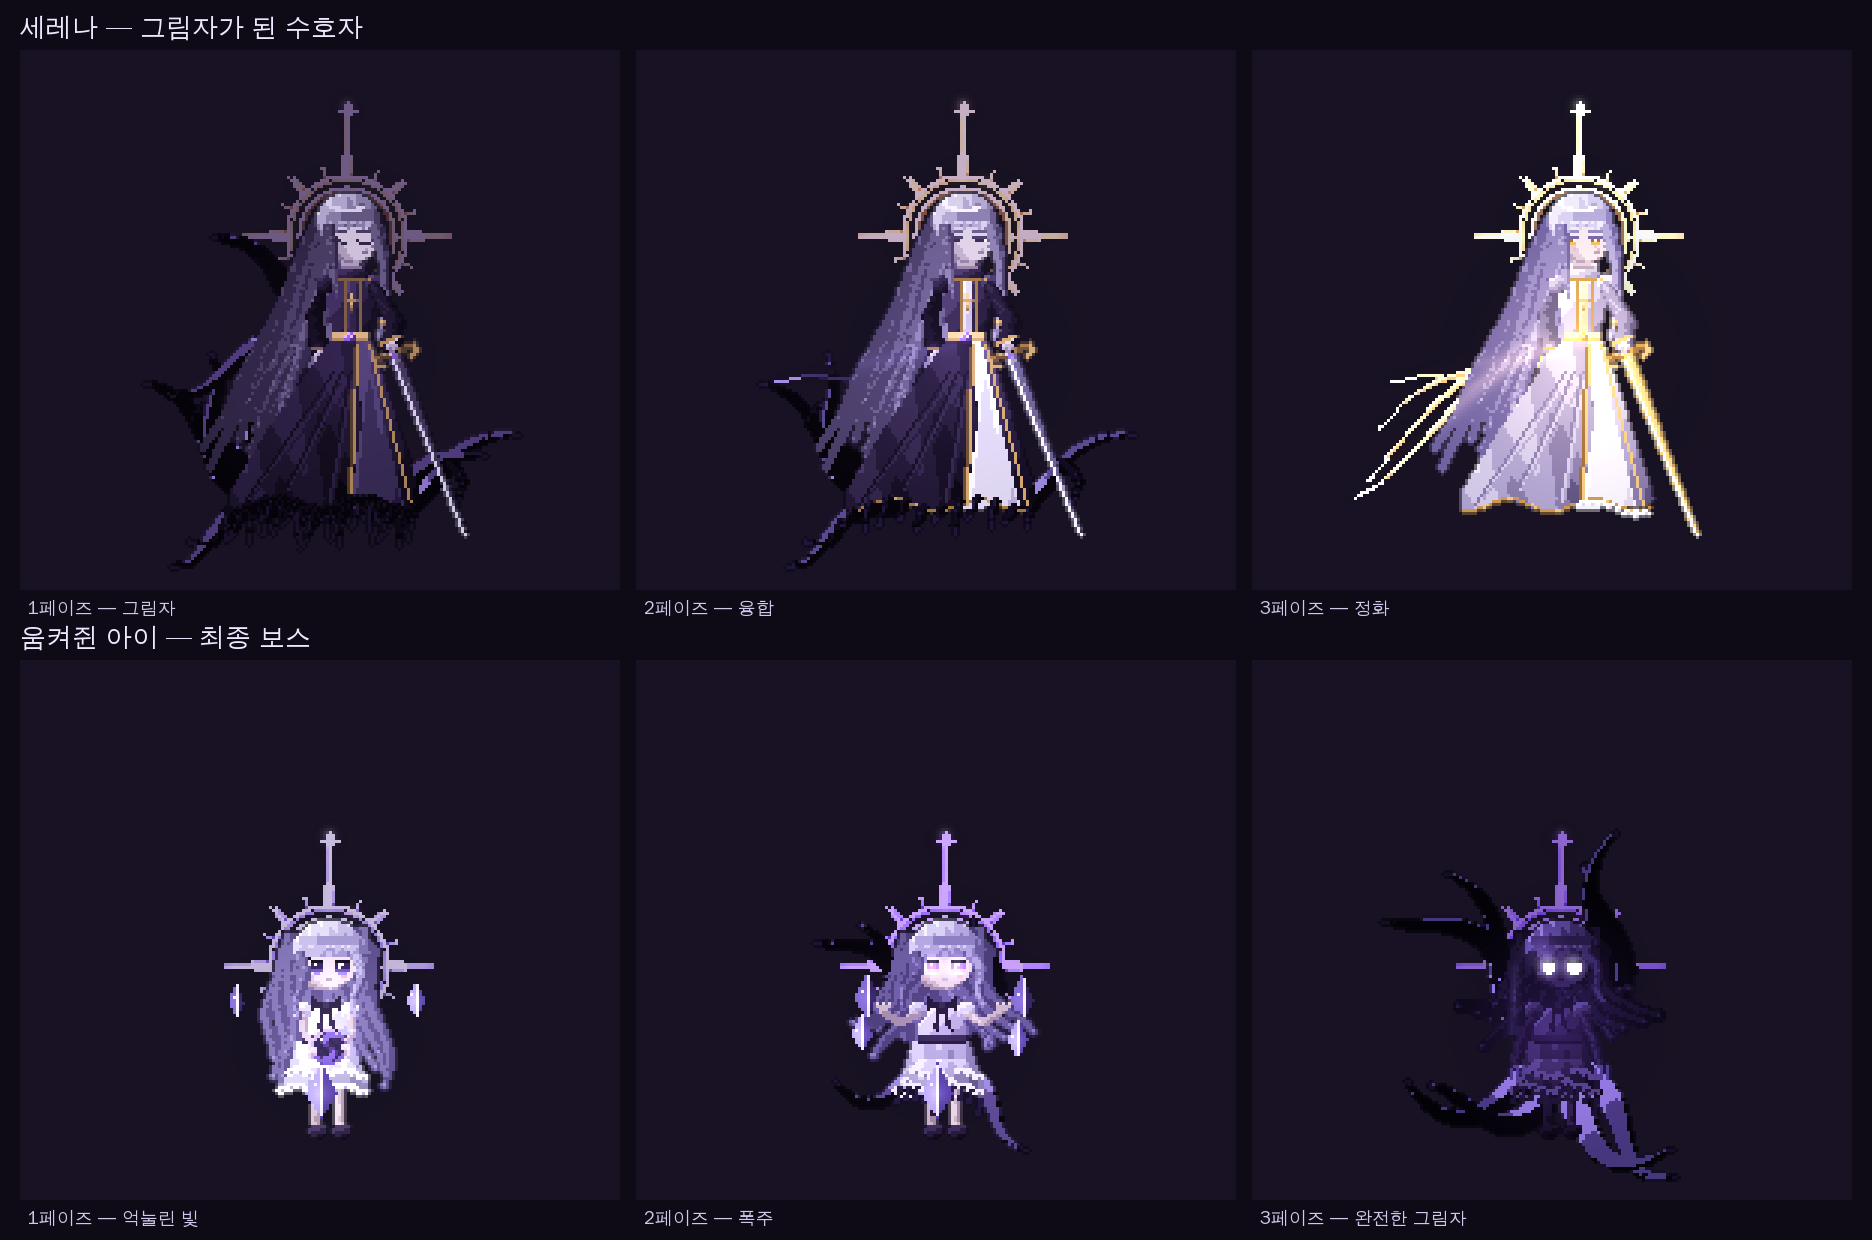 세레나 — 그림자가 된 수호자
1페이즈 — 그림자
2페이즈 — 융합
3페이즈 — 정화
움켜쥔 아이 — 최종 보스
1페이즈 — 억눌린 빛
2페이즈 — 폭주
3페이즈 — 완전한 그림자